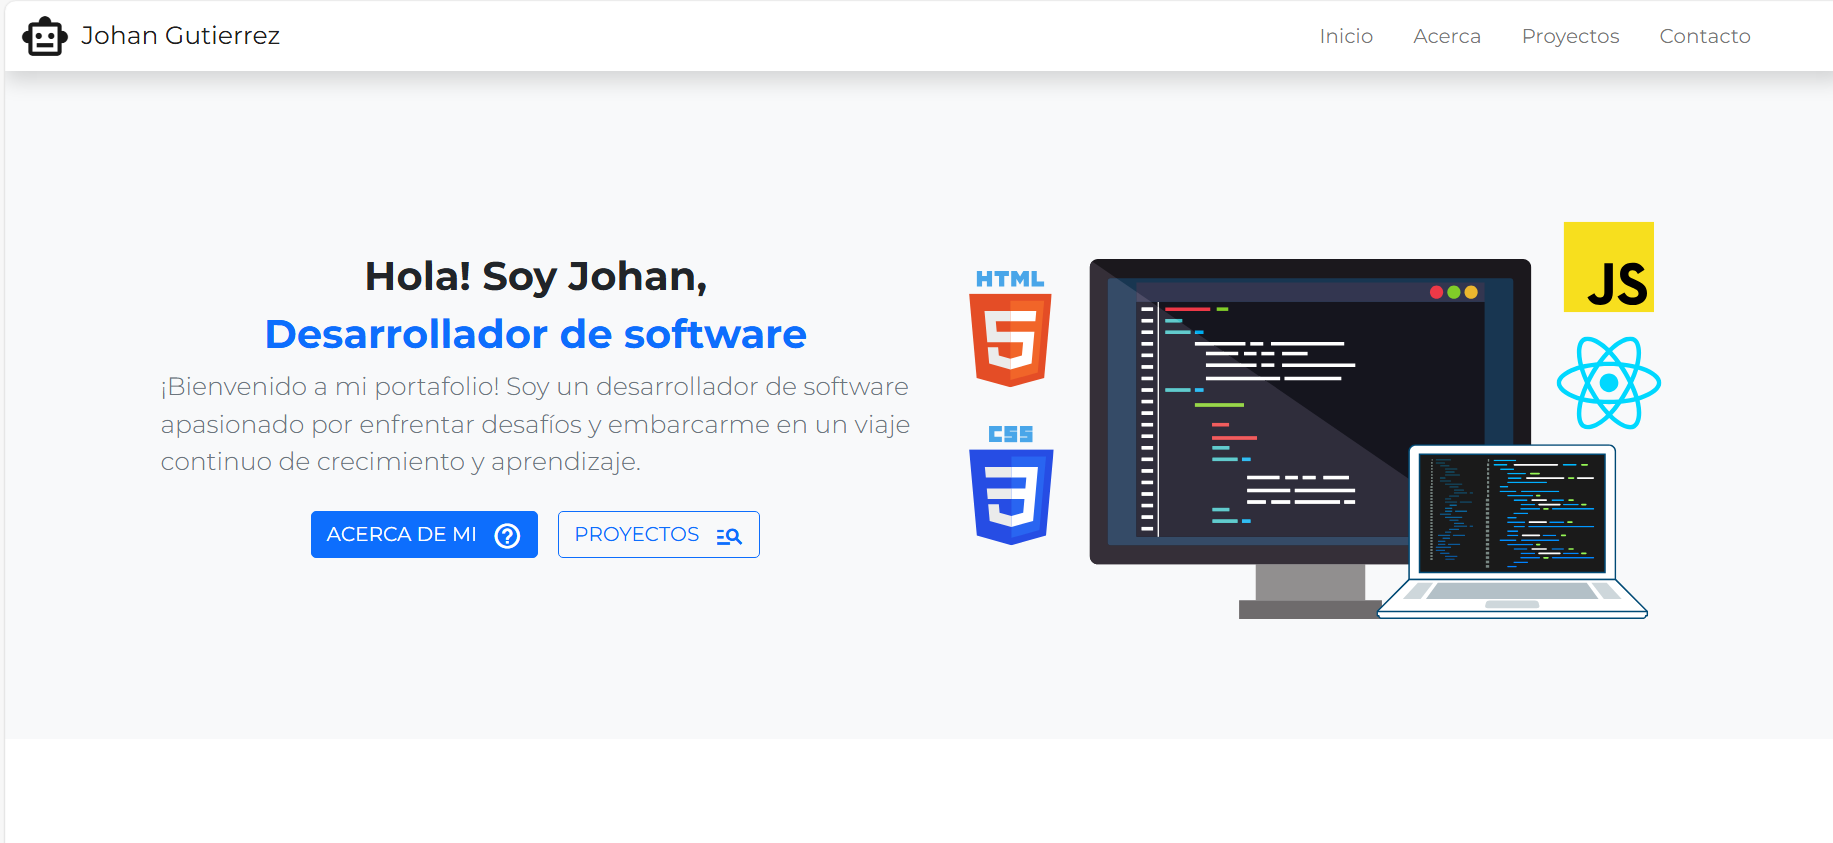 Johan Gutierrez
Inicio Acerca Proyectos Contacto
Hola! Soy Johan,
Desarrollador de software
¡Bienvenido a mi portafolio! Soy un desarrollador de software
apasionado por enfrentar desafíos y embarcarme en un viaje
continuo de crecimiento y aprendizaje.
ACERCA DE MI
PROYECTOS
HTML
5
CSS
3
JS